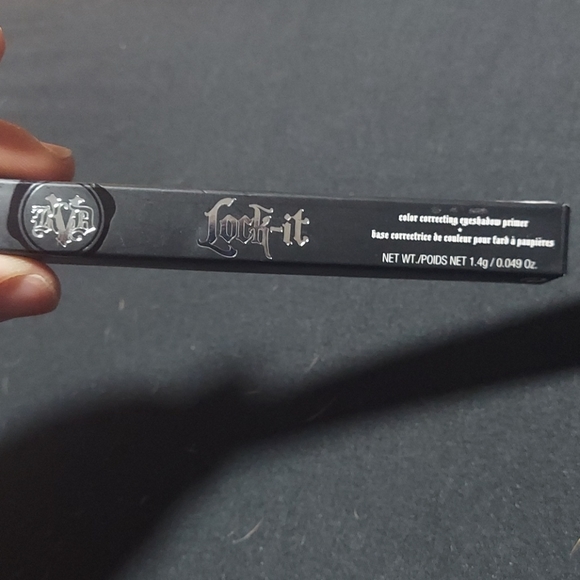 KVD
Lock-it
color correcting eyeshadow primer
•
base correctrice de couleur pour fard à paupières
NET WT./POIDS NET 1.4g / 0.049 Oz.